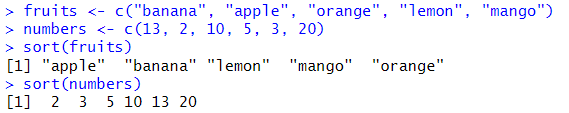 > fruits <- c("banana", "apple", "orange", "lemon", "mango")
> numbers <- c(13, 2, 10, 5, 3, 20)
> sort(fruits)
[1] "apple"  "banana" "lemon"  "mango"  "orange"
> sort(numbers)
[1]  2  3  5 10 13 20